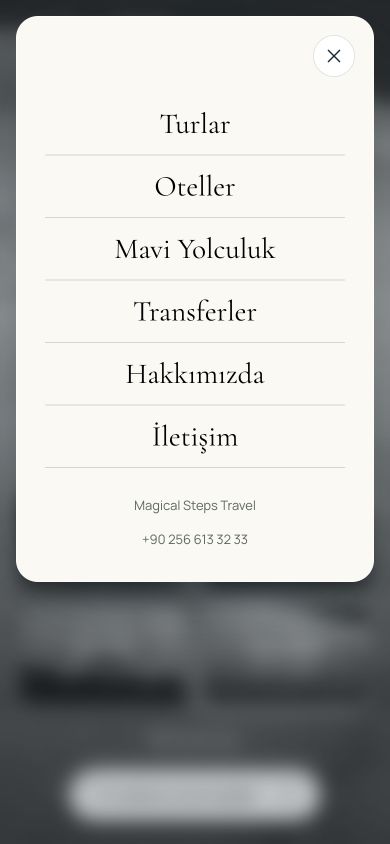 Turlar
Oteller
Mavi Yolculuk
Transferler
Hakkımızda
İletişim
Magical Steps Travel
+90 256 613 32 33